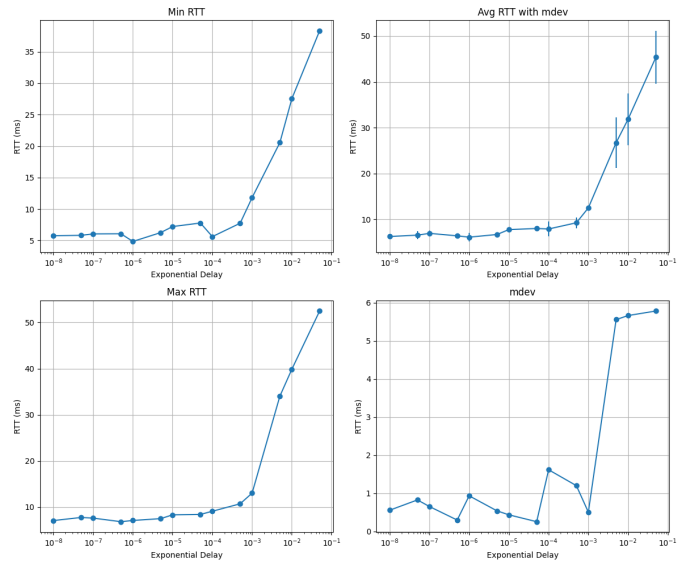 Min RTT
RTT (ms)
35
30
25
20
15
10
5
10⁻⁸ 10⁻⁷ 10⁻⁶ 10⁻⁵ 10⁻⁴ 10⁻³ 10⁻² 10⁻¹
Exponential Delay
Avg RTT with mdev
RTT (ms)
50
40
30
20
10
10⁻⁸ 10⁻⁷ 10⁻⁶ 10⁻⁵ 10⁻⁴ 10⁻³ 10⁻² 10⁻¹
Exponential Delay
Max RTT
RTT (ms)
50
40
30
20
10
10⁻⁸ 10⁻⁷ 10⁻⁶ 10⁻⁵ 10⁻⁴ 10⁻³ 10⁻² 10⁻¹
Exponential Delay
mdev
RTT (ms)
6
5
4
3
2
1
0
10⁻⁸ 10⁻⁷ 10⁻⁶ 10⁻⁵ 10⁻⁴ 10⁻³ 10⁻² 10⁻¹
Exponential Delay